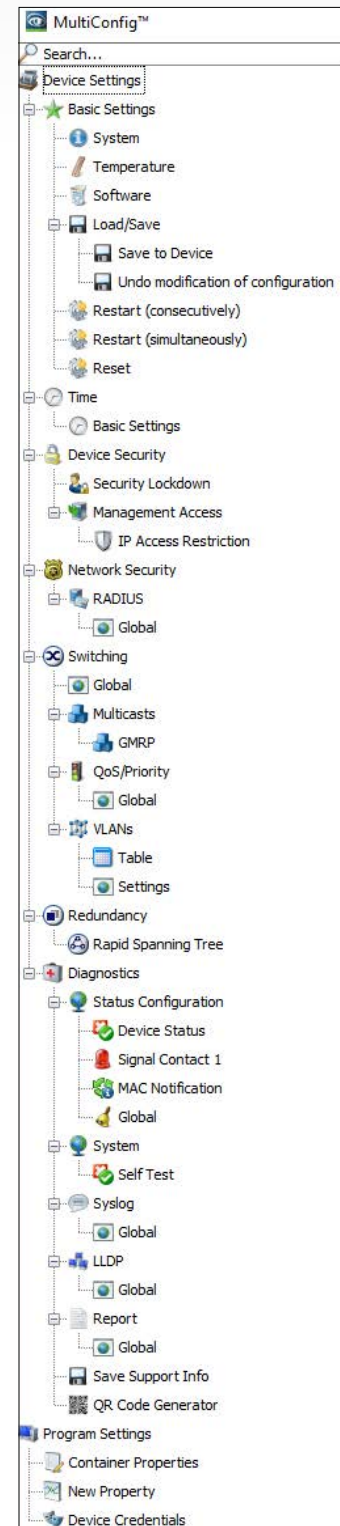 MultiConfig™
Search...
Device Settings
Basic Settings
System
Temperature
Software
Load/Save
Save to Device
Undo modification of configuration
Restart (consecutively)
Restart (simultaneously)
Reset
Time
Basic Settings
Device Security
Security Lockdown
Management Access
IP Access Restriction
Network Security
RADIUS
Global
Switching
Global
Multicasts
GMRP
QoS/Priority
Global
VLANs
Table
Settings
Redundancy
Rapid Spanning Tree
Diagnostics
Status Configuration
Device Status
Signal Contact 1
MAC Notification
Global
System
Self Test
Syslog
Global
LLDP
Global
Report
Global
Save Support Info
QR Code Generator
Program Settings
Container Properties
New Property
Device Credentials